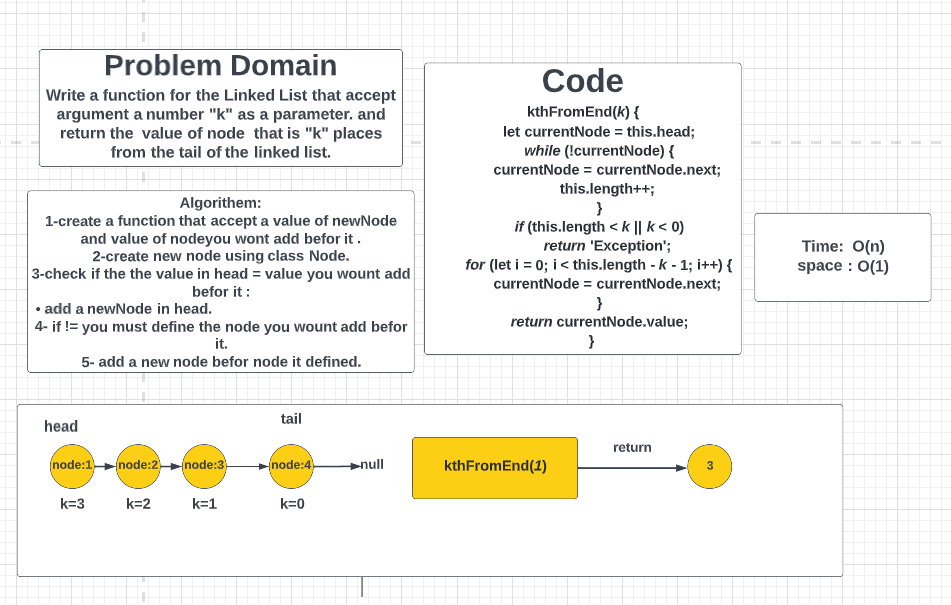 Problem Domain
Write a function for the Linked List that accept
argument a number "k" as a parameter. and
return the value of node that is "k" places
from the tail of the linked list.
Algorithem:
1-create a function that accept a value of newNode
and value of nodeyou wont add befor it .
2-create new node using class Node.
3-check if the the value in head = value you wount add
befor it :
• add a newNode in head.
4- if != you must define the node you wount add befor
it.
5- add a new node befor node it defined.
Code
kthFromEnd(k) {
let currentNode = this.head;
while (!currentNode) {
currentNode = currentNode.next;
this.length++;
}
if (this.length < k || k < 0)
return 'Exception';
for (let i = 0; i < this.length - k - 1; i++) {
currentNode = currentNode.next;
}
return currentNode.value;
}
Time: O(n)
space : O(1)
head
tail
node:1
node:2
node:3
node:4
null
k=3
k=2
k=1
k=0
kthFromEnd(1)
return
3